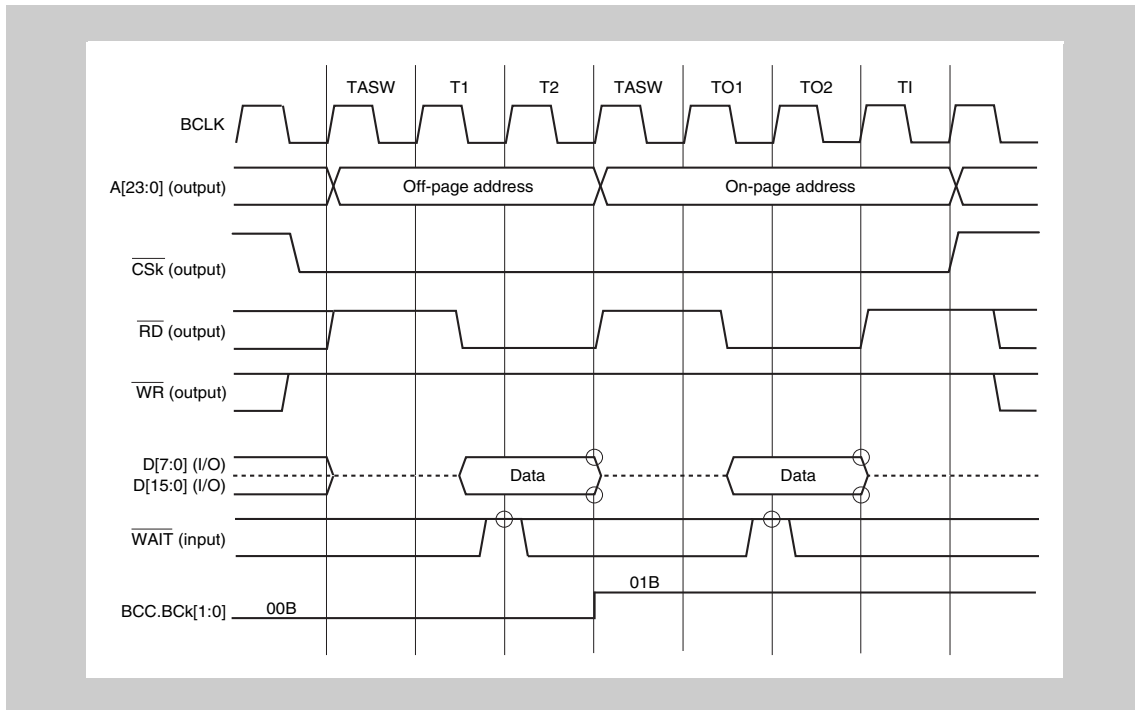 TASW T1 T2 TASW TO1 TO2 TI
BCLK
A[23:0] (output) Off-page address On-page address
CSk (output)
RD (output)
WR (output)
D[7:0] (I/O)
D[15:0] (I/O)
Data Data
WAIT (input)
01B
BCC.BCk[1:0] 00B